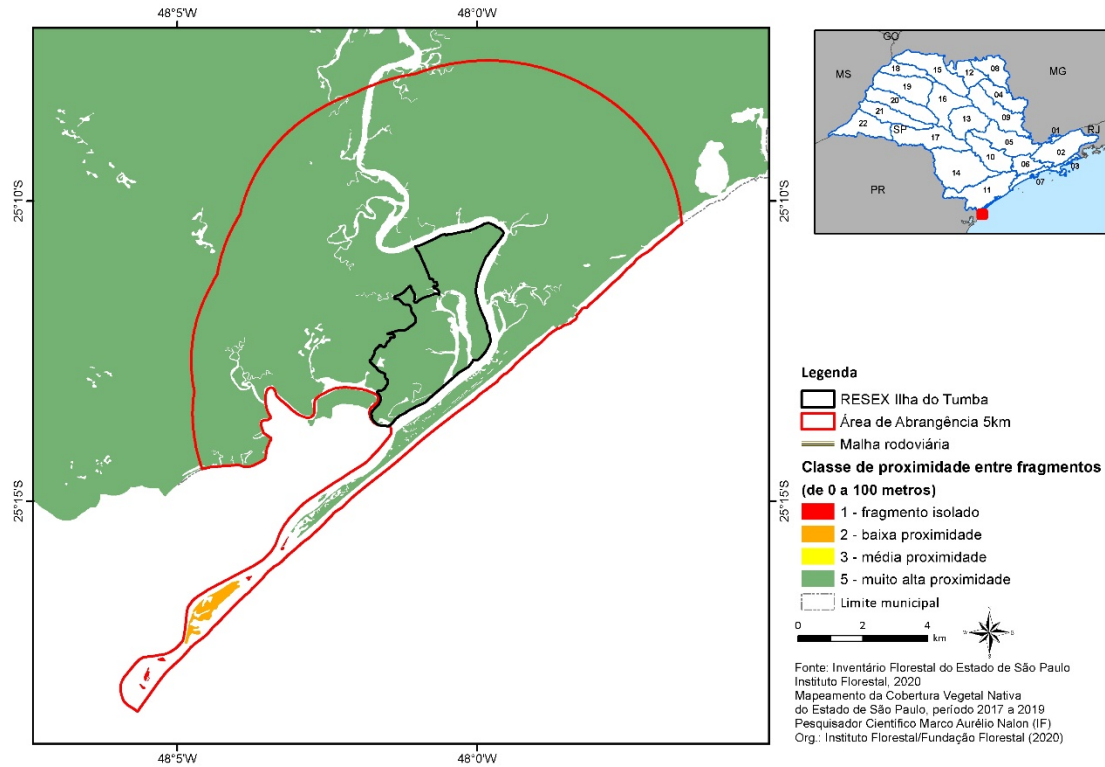 48°5'W
48°0'W
25°10'S
25°15'S
25°10'S
25°15'S
48°5'W
48°0'W
GO
MS
MG
SP
RJ
PR
18
15
12
08
19
04
20
16
21
13
09
22
17
05
01
02
10
06
03
14
07
11
Legenda
RESEX Ilha do Tumba
Área de Abrangência 5km
Malha rodoviária
Classe de proximidade entre fragmentos
(de 0 a 100 metros)
1 - fragmento isolado
2 - baixa proximidade
3 - média proximidade
5 - muito alta proximidade
Limite municipal
0 2 4
km
Fonte: Inventário Florestal do Estado de São Paulo
Instituto Florestal, 2020
Mapeamento da Cobertura Vegetal Nativa
do Estado de São Paulo, período 2017 a 2019
Pesquisador Científico Marco Aurélio Nalon (IF)
Org.: Instituto Florestal/Fundação Florestal (2020)